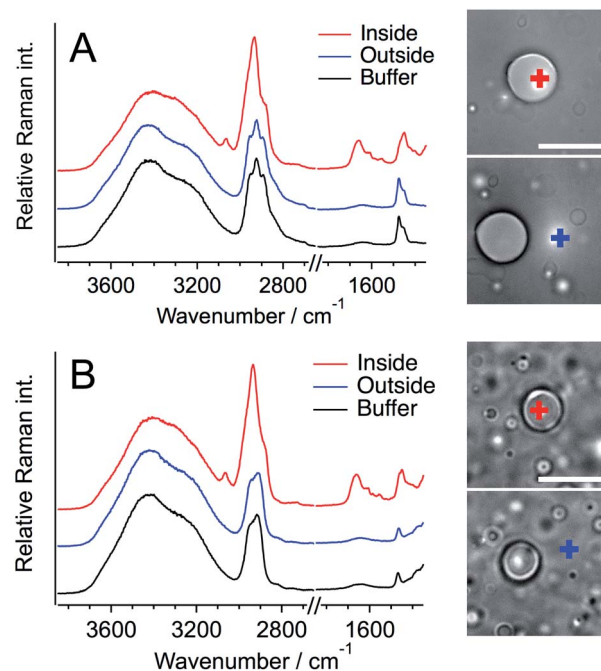 A
Inside
Outside
Buffer
Relative Raman int.
3600
3200
2800
1600
Wavenumber / cm-1
B
Inside
Outside
Buffer
Relative Raman int.
3600
3200
2800
1600
Wavenumber / cm-1